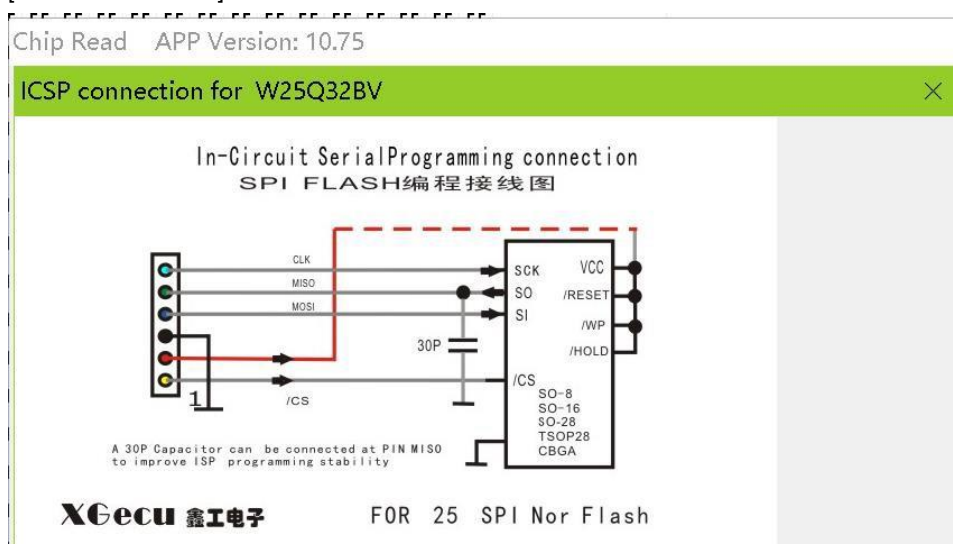 Chip Read APP Version: 10.75
ICSP connection for W25Q32BV
In-Circuit SerialProgramming connection
SPI FLASH编程接线图
CLK
MISO
MOSI
SCK
SO
SI
/CS
VCC
/RESET
/WP
/HOLD
30P
1
/CS
SO-8
SO-16
SO-28
TSOP28
CBGA
A 30P Capacitor can be connected at PIN MISO
to improve ISP programming stability
XGecu 鑫工电子
FOR 25 SPI Nor Flash